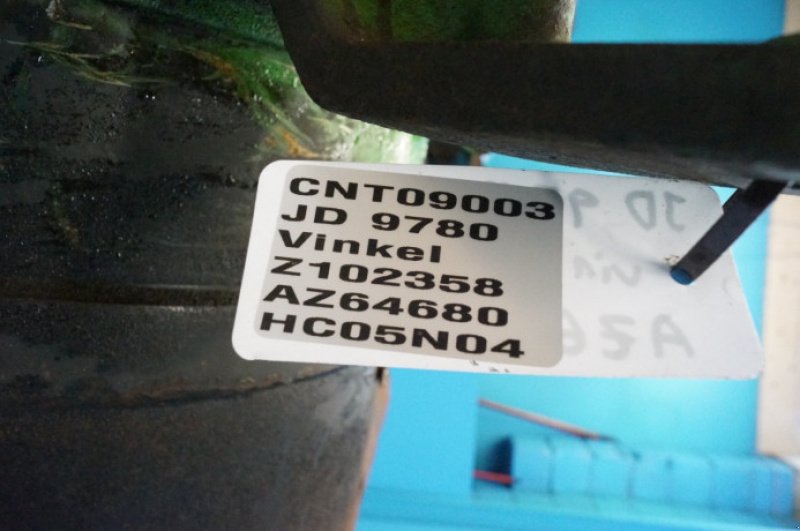 CNT09003
JD 9780
Vinkel
Z102358
AZ64680
HC05N04